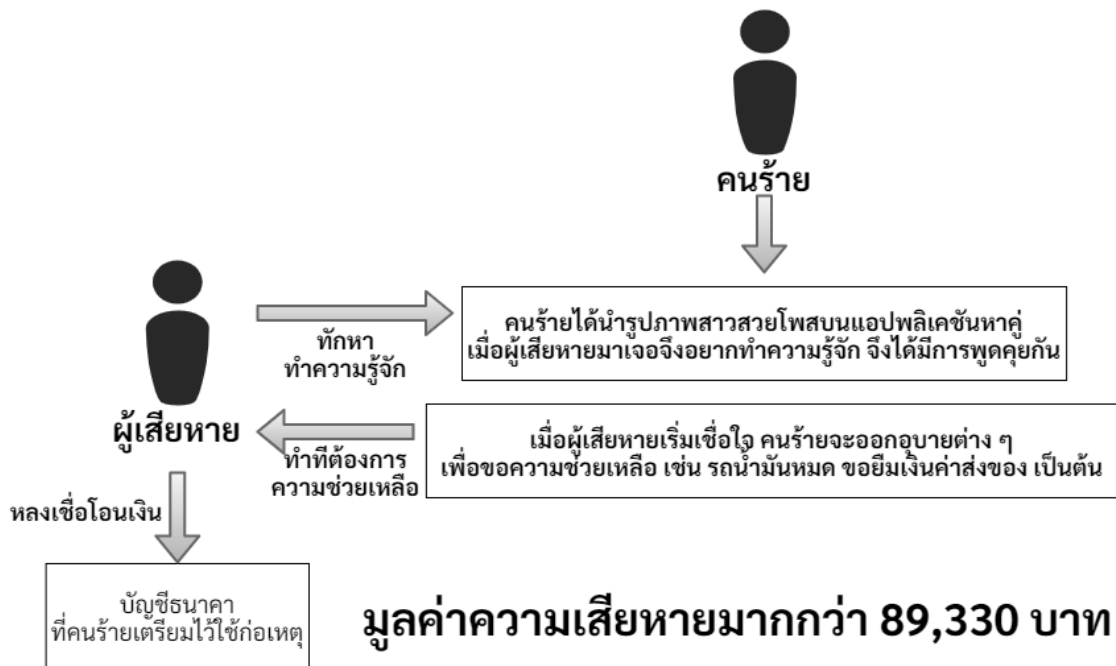 คนร้าย
คนร้ายได้นำรูปภาพสาวสวยโพสบนแอปพลิเคชันหาคู่
เมื่อผู้เสียหายมาเจอจึงอยากทำความรู้จัก จึงได้มีการพูดคุยกัน
ทักหา
ทำความรู้จัก
ผู้เสียหาย
เมื่อผู้เสียหายเริ่มเชื่อใจ คนร้ายจะออกอุบายต่าง ๆ
เพื่อขอความช่วยเหลือ เช่น รถน้ำมันหมด ขอยืมเงินค่าส่งของ เป็นต้น
ทำทีต้องการ
ความช่วยเหลือ
หลงเชื่อโอนเงิน
บัญชีธนาคา
ที่คนร้ายเตรียมไว้ใช้ก่อเหตุ
มูลค่าความเสียหายมากกว่า 89,330 บาท